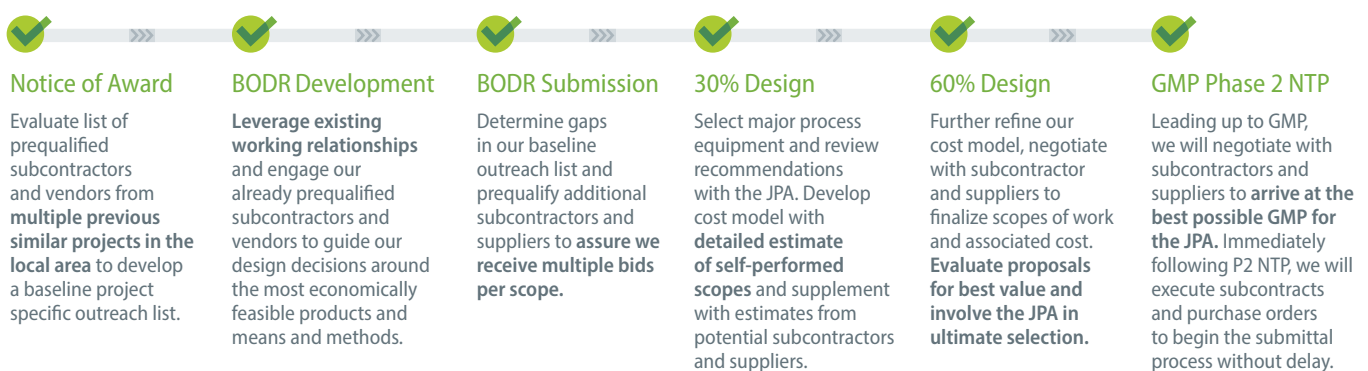 Notice of Award
Evaluate list of
prequalified
subcontractors
and vendors from
multiple previous
similar projects in the
local area to develop
a baseline project
specific outreach list.
BODR Development
Leverage existing
working relationships
and engage our
already prequalified
subcontractors and
vendors to guide our
design decisions around
the most economically
feasible products and
means and methods.
BODR Submission
Determine gaps
in our baseline
outreach list and
prequalify additional
subcontractors and
suppliers to assure we
receive multiple bids
per scope.
30% Design
Select major process
equipment and review
recommendations
with the JPA. Develop
cost model with
detailed estimate
of self-performed
scopes and supplement
with estimates from
potential subcontractors
and suppliers.
60% Design
Further refine our
cost model, negotiate
with subcontractor
and suppliers to
finalize scopes of work
and associated cost.
Evaluate proposals
for best value and
involve the JPA in
ultimate selection.
GMP Phase 2 NTP
Leading up to GMP,
we will negotiate with
subcontractors and
suppliers to arrive at the
best possible GMP for
the JPA. Immediately
following P2 NTP, we will
execute subcontracts
and purchase orders
to begin the submittal
process without delay.